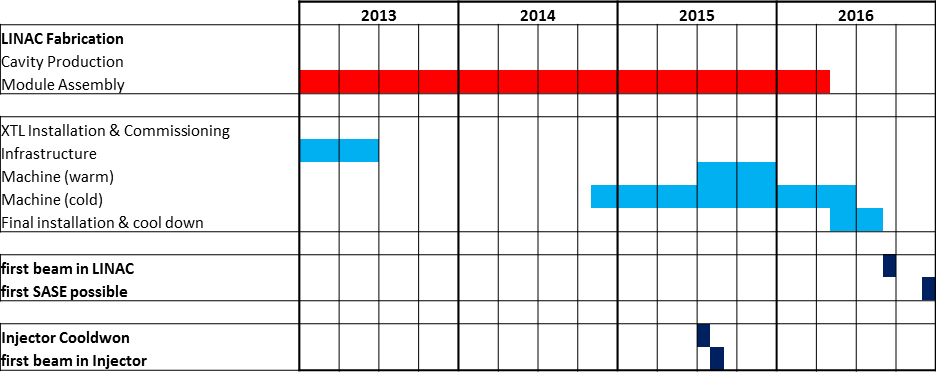 2013 2014 2015 2016
LINAC Fabrication
Cavity Production
Module Assembly
XTL Installation & Commissioning
Infrastructure
Machine (warm)
Machine (cold)
Final installation & cool down
first beam in LINAC
first SASE possible
Injector Cooldwon
first beam in Injector